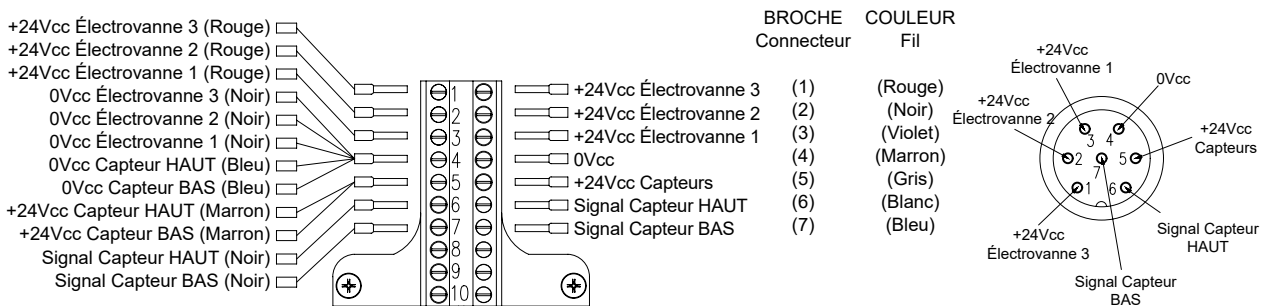 +24Vcc Électrovanne 3 (Rouge)
+24Vcc Électrovanne 2 (Rouge)
+24Vcc Électrovanne 1 (Rouge)
0Vcc Électrovanne 3 (Noir)
0Vcc Électrovanne 2 (Noir)
0Vcc Électrovanne 1 (Noir)
0Vcc Capteur HAUT (Bleu)
0Vcc Capteur BAS (Bleu)
+24Vcc Capteur HAUT (Marron)
+24Vcc Capteur BAS (Marron)
Signal Capteur HAUT (Noir)
Signal Capteur BAS (Noir)
1
2
3
4
5
6
7
8
9
10
BROCHE COULEUR
Connecteur Fil
+24Vcc Électrovanne 3 (1) (Rouge)
+24Vcc Électrovanne 2 (2) (Noir)
+24Vcc Électrovanne 1 (3) (Violet)
0Vcc (4) (Marron)
+24Vcc Capteurs (5) (Gris)
Signal Capteur HAUT (6) (Blanc)
Signal Capteur BAS (7) (Bleu)
+24Vcc
Électrovanne 1
0Vcc
+24Vcc
Électrovanne 2
+24Vcc
Capteurs
3 4
2 5
7
1 6
+24Vcc
Électrovanne 3
Signal Capteur
HAUT
Signal Capteur
BAS